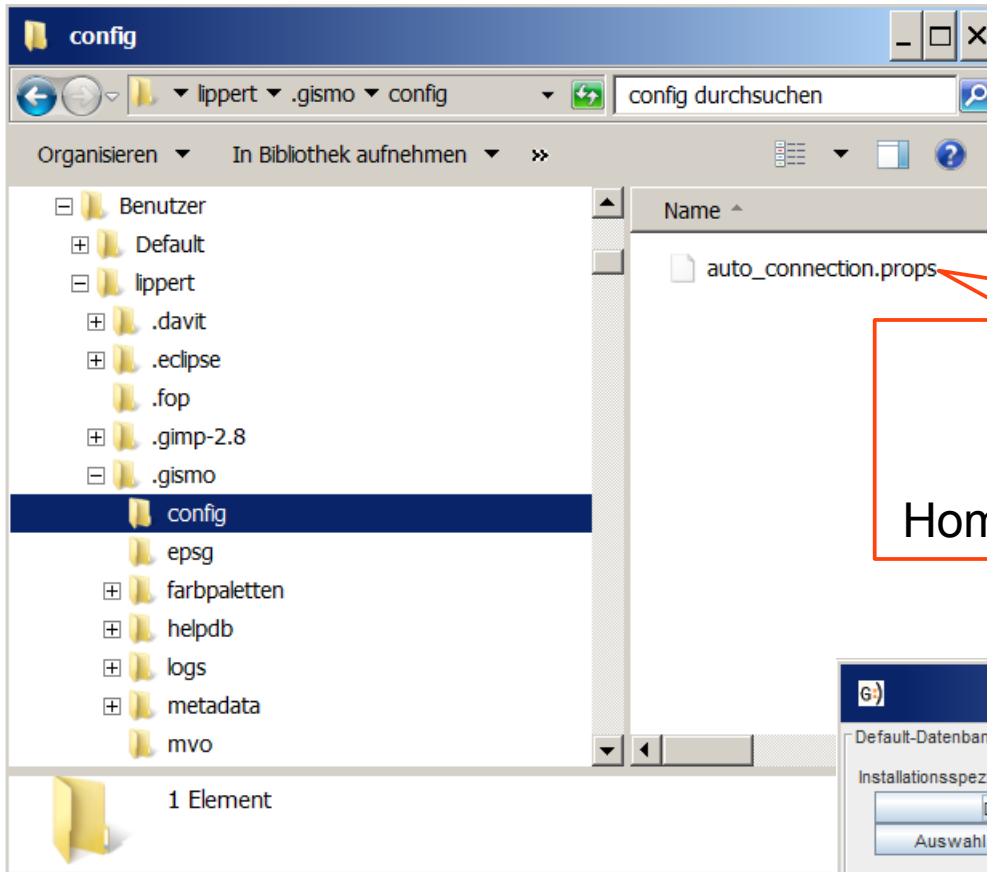 config
lippert .gismo config
config durchsuchen
Organisieren In Bibliothek aufnehmen »
Benutzer
Default
lippert
.davit
.eclipse
.fop
.gimp-2.8
.gismo
config
epsg
farbpaletten
helpdb
logs
metadata
mvo
Name
auto_connection.props
Hom
G:)
Default-Datenban
Installationsspez
Auswahl
1 Element